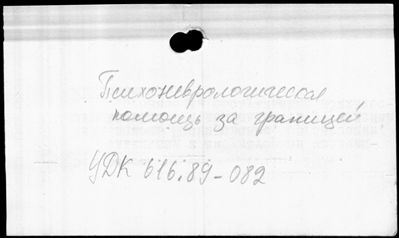 Психоневрологическая
помощь за границей
УДК 616.89-082